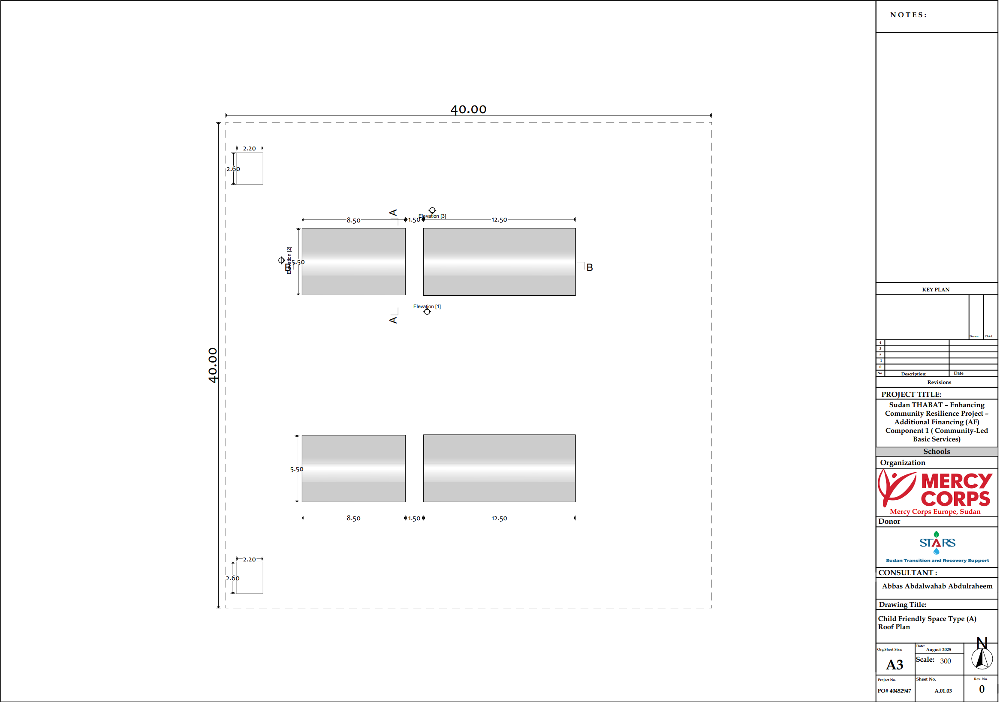 NOTES:
40.00
2.20
2.60
A
Elevation [3]
8.50
1.50
12.50
Elevation [2]
5.50
B
B
Elevation [1]
A
40.00
5.50
8.50
1.50
12.50
2.20
2.60
KEY PLAN
Drawn
Chkd.
4
3
2
1
0
No.
Description:
Date
Revisions
PROJECT TITLE:
Sudan THABAT – Enhancing
Community Resilience Project –
Additional Financing (AF)
Component 1 ( Community-Led
Basic Services)
Schools
Organization
MERCY
CORPS
Mercy Corps Europe, Sudan
Donor
STARS
Sudan Transition and Recovery Support
CONSULTANT :
Abbas Abdalwahab Abdulraheem
Drawing Title:
Child Friendly Space Type (A)
Roof Plan
N
Org.Sheet Size:
A3
Date:
August-2025
Scale: 300
Project No.
PO# 40452947
Sheet No.
A.01.03
Rev. No.
0